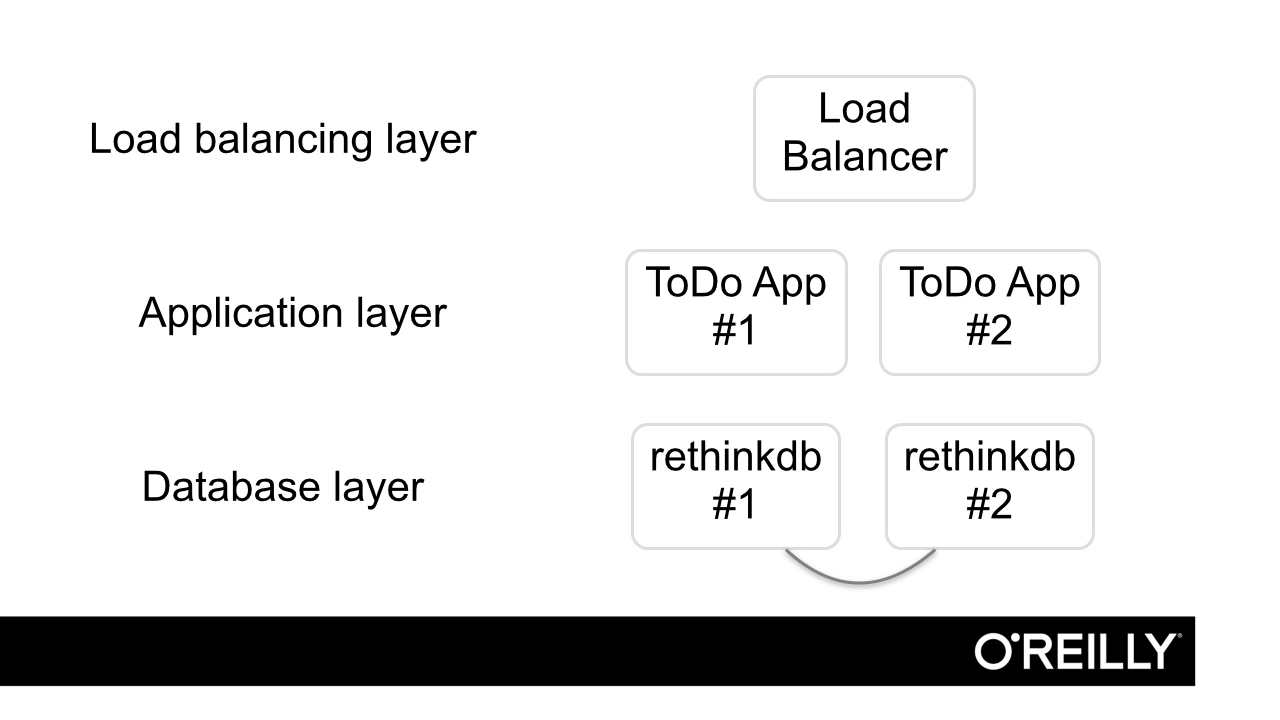 Load balancing layer
Load
Balancer
Application layer
ToDo App
#1
ToDo App
#2
Database layer
rethinkdb
#1
rethinkdb
#2
O'REILLY®